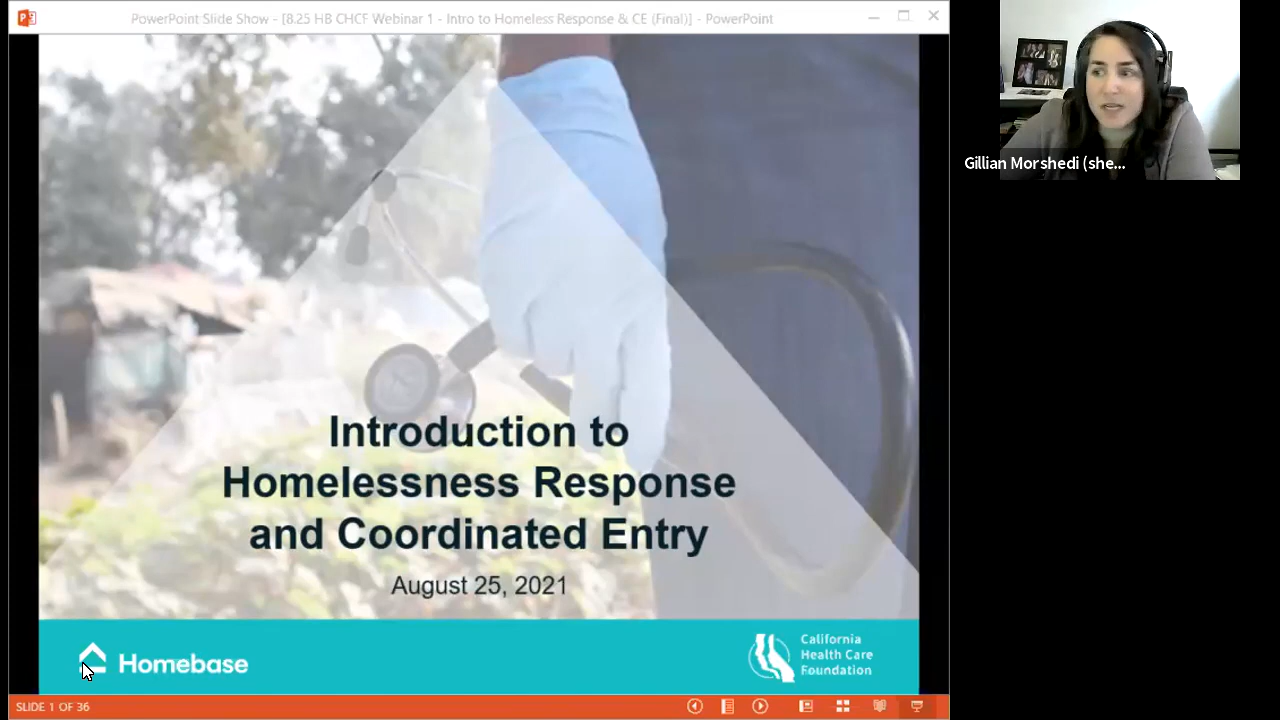 PowerPoint Slide Show - [8.25 HB CHCF Webinar 1 - Intro to Homeless Response & CE (Final)] - PowerPoint
Gillian Morshedi (she...
Introduction to
Homelessness Response
and Coordinated Entry
August 25, 2021
Homebase
California
Health Care
Foundation
SLIDE 1 OF 36